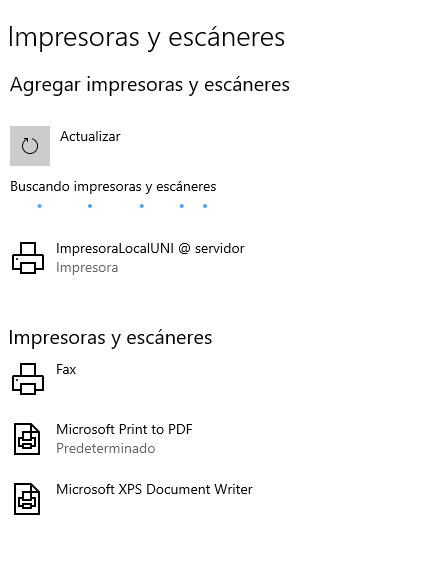 Impresoras y escáneres
Agregar impresoras y escáneres
Actualizar
Buscando impresoras y escáneres
ImpresoraLocalUNI @ servidor
Impresora
Impresoras y escáneres
Fax
Microsoft Print to PDF
Predeterminado
Microsoft XPS Document Writer